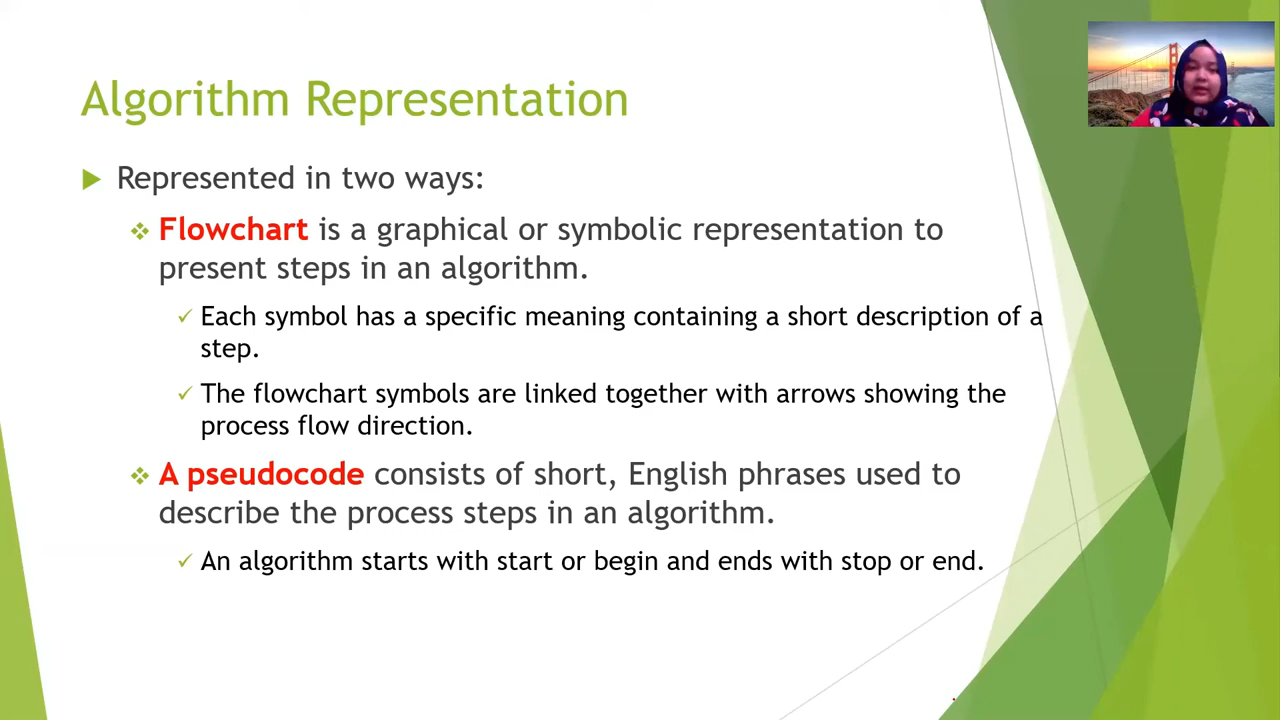 Algorithm Representation
Represented in two ways:
Flowchart is a graphical or symbolic representation to
present steps in an algorithm.
Each symbol has a specific meaning containing a short description of a
step.
The flowchart symbols are linked together with arrows showing the
process flow direction.
A pseudocode consists of short, English phrases used to
describe the process steps in an algorithm.
An algorithm starts with start or begin and ends with stop or end.